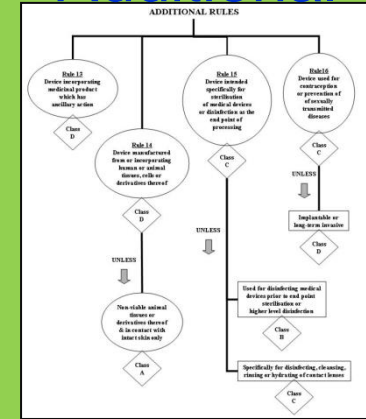 Additional
ADDITIONAL RULES
Rule 13
Device incorporating
medicinal product
which has
ancillary action
Class
D
Rule 14
Device manufactured
from or incorporating
human or animal
tissues, cells or
derivatives thereof
Class
D
UNLESS
Non-viable animal
tissues or
derivatives thereof
& in contact with
intact skin only
Class
A
Rule 15
Device intended
specifically for
sterilisation
of medical devices
or disinfection as the
end point of
processing
Class
C
UNLESS
Used for disinfecting medical
devices prior to end point
sterilisation or
higher level disinfection
Class
B
Specifically for disinfecting, cleansing,
rinsing or hydrating of contact lenses
Class
C
Rule16
Device used for
contraception
or prevention of
of sexually
transmitted
diseases
Class
C
UNLESS
Implantable or
long-term invasive
Class
D